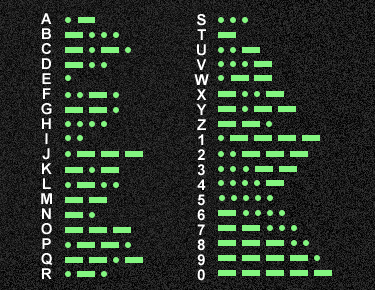 A •–
B –•••
C –•–•
D –••
E •
F ••–•
G ––•
H ••••
I ••
J •–––
K –•–
L •–••
M ––
N –•
O –––
P •––•
Q ––•–
R •–•
S •••
T –
U ••–
V •••–
W •––
X –••–
Y –•––
Z ––••
1 •––––
2 ••–––
3 •••––
4 ••••–
5 •••••
6 –••••
7 ––•••
8 –––••
9 ––––•
0 –––––